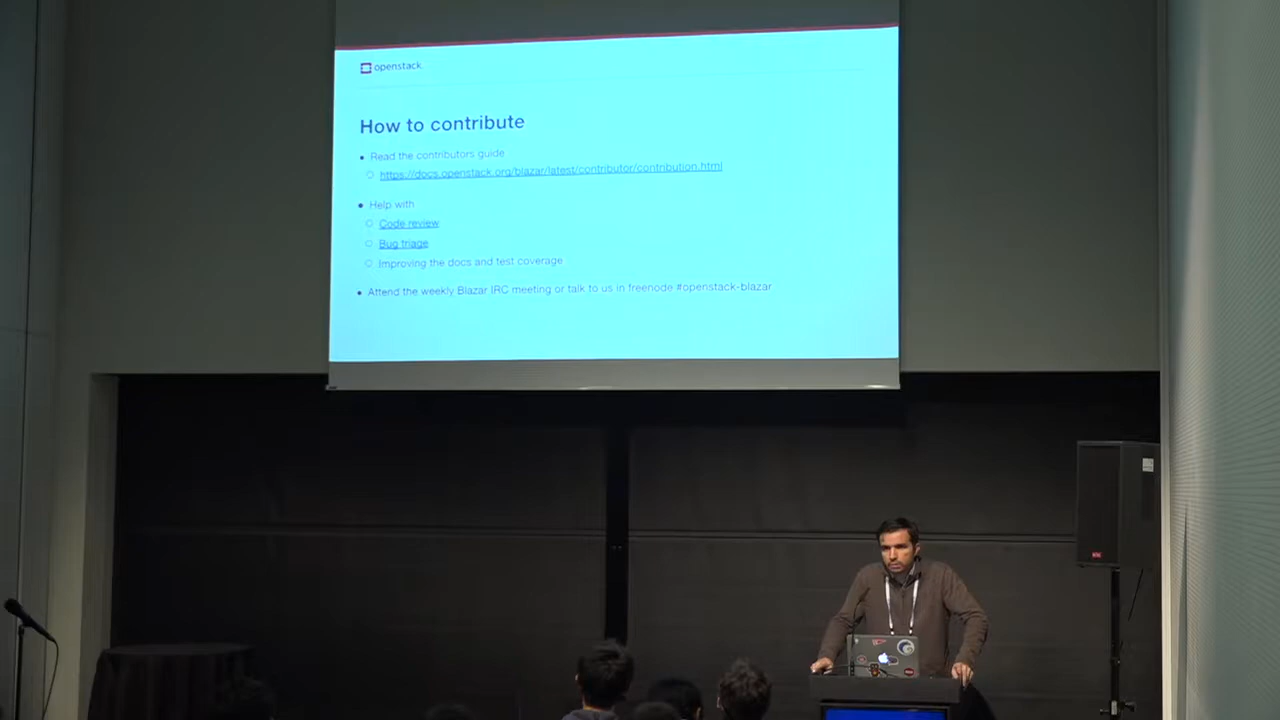 openstack.
How to contribute
Read the contributors guide
https://docs.openstack.org/blazar/latest/contributor/contribution.html
Help with
Code review
Bug triage
Improving the docs and test coverage
Attend the weekly Blazar IRC meeting or talk to us in freenode #openstack-blazar